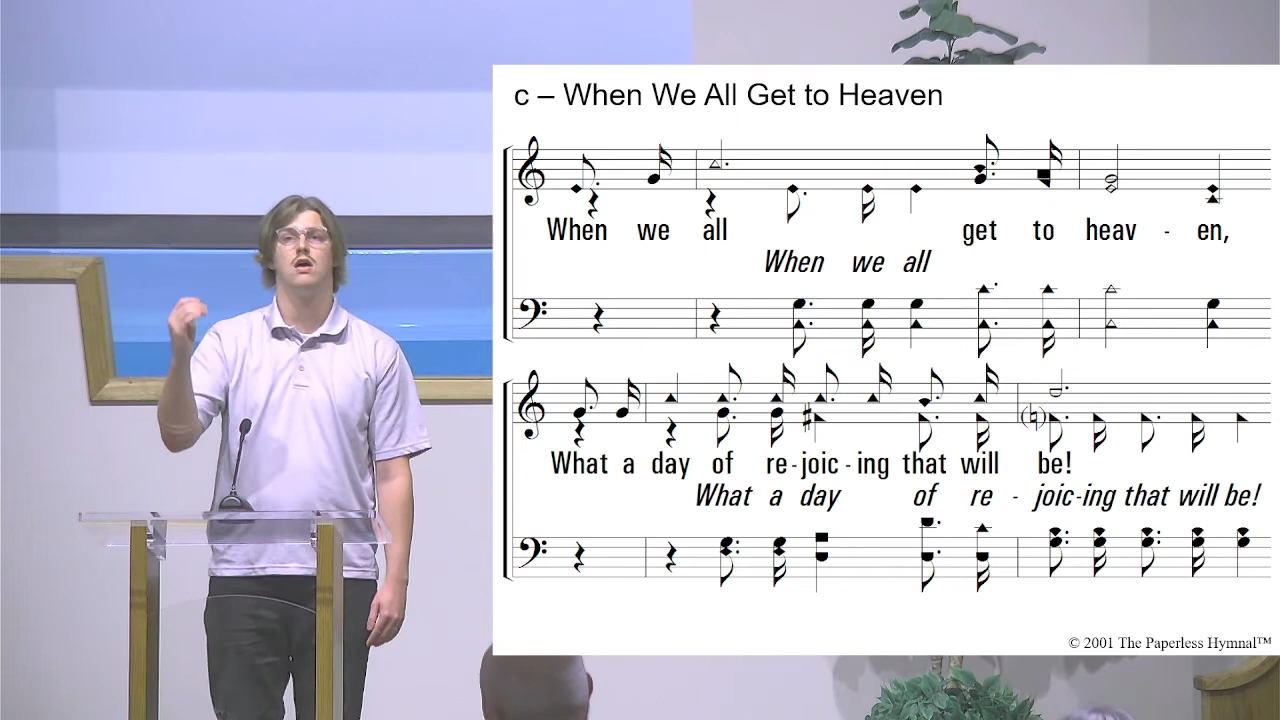 c – When We All Get to Heaven
When we all get to heav - en,
When we all
What a day of re - joic - ing that will be!
What a day of re - joic-ing that will be!
© 2001 The Paperless Hymnal™